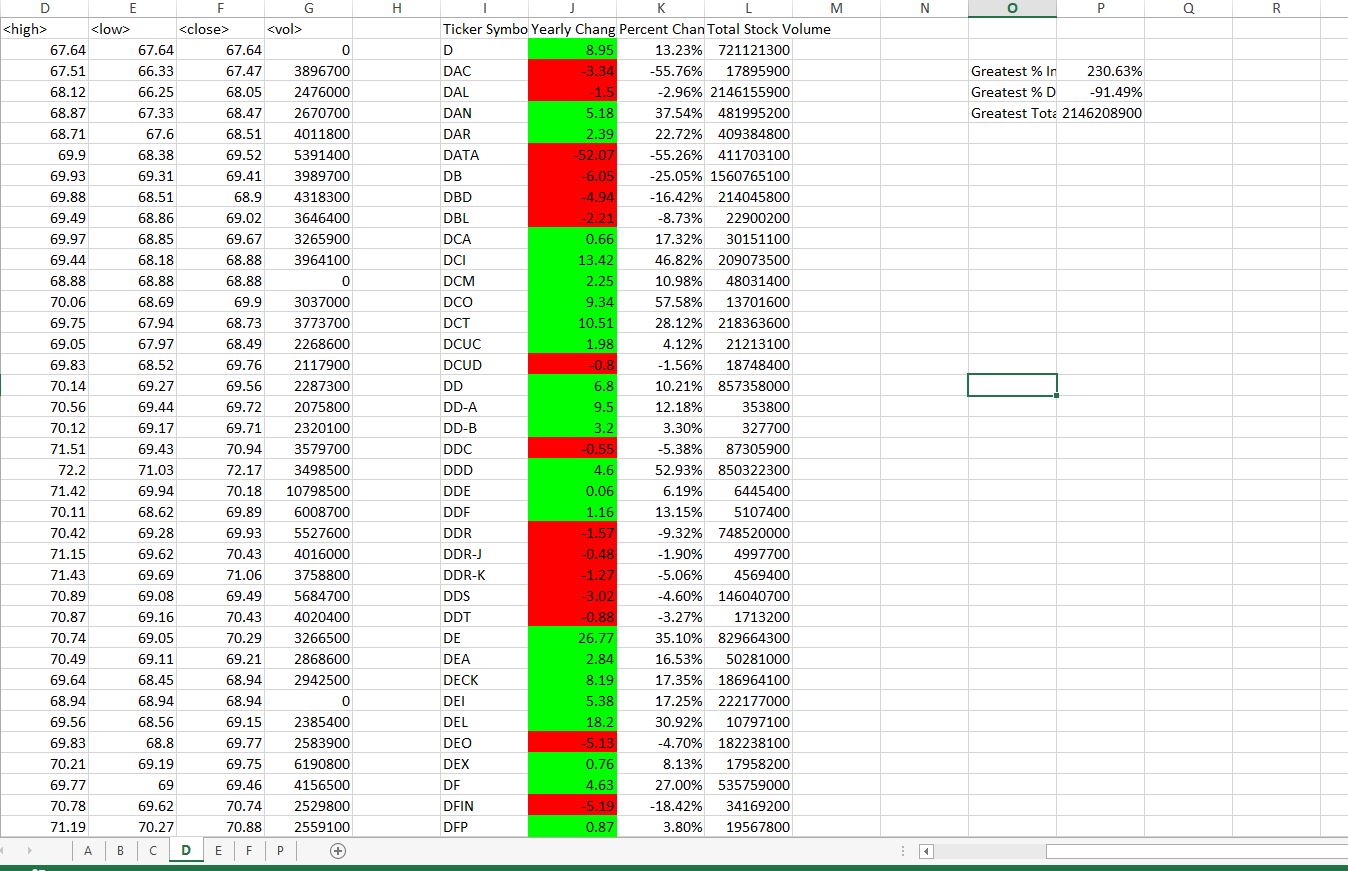 D E F G H I J K L M N O P Q R
<high> <low> <close> <vol> Ticker Symbo Yearly Chang Percent Chan Total Stock Volume
67.64 67.64 67.64 0 D 8.95 13.23% 721121300
67.51 66.33 67.47 3896700 DAC -3.34 -55.76% 17895900 Greatest % In 230.63%
68.12 66.25 68.05 2476000 DAL -1.5 -2.96% 2146155900 Greatest % D -91.49%
68.87 67.33 68.47 2670700 DAN 5.18 37.54% 481995200 Greatest Tota 2146208900
68.71 67.6 68.51 4011800 DAR 2.39 22.72% 409384800
69.9 68.38 69.52 5391400 DATA -52.07 -55.26% 411703100
69.93 69.31 69.41 3989700 DB -6.05 -25.05% 1560765100
69.88 68.51 68.9 4318300 DBD -4.94 -16.42% 214045800
69.49 68.86 69.02 3646400 DBL -2.21 -8.73% 22900200
69.97 68.85 69.67 3265900 DCA 0.66 17.32% 30151100
69.44 68.18 68.88 3964100 DCI 13.42 46.82% 209073500
68.88 68.88 68.88 0 DCM 2.25 10.98% 48031400
70.06 68.69 69.9 3037000 DCO 9.34 57.58% 13701600
69.75 67.94 68.73 3773700 DCT 10.51 28.12% 218363600
69.05 67.97 68.49 2268600 DCUC 1.98 4.12% 21213100
69.83 68.52 69.76 2117900 DCUD -0.8 -1.56% 18748400
70.14 69.27 69.56 2287300 DD 6.8 10.21% 857358000
70.56 69.44 69.72 2075800 DD-A 9.5 12.18% 353800
70.12 69.17 69.71 2320100 DD-B 3.2 3.30% 327700
71.51 69.43 70.94 3579700 DDC -0.55 -5.38% 87305900
72.2 71.03 72.17 3498500 DDD 4.6 52.93% 850322300
71.42 69.94 70.18 10798500 DDE 0.06 6.19% 6445400
70.11 68.62 69.89 6008700 DDF 1.16 13.15% 5107400
70.42 69.28 69.93 5527600 DDR -1.57 -9.32% 748520000
71.15 69.62 70.43 4016000 DDR-J -0.48 -1.90% 4997700
71.43 69.69 71.06 3758800 DDR-K -1.27 -5.06% 4569400
70.89 69.08 69.49 5684700 DDS -3.02 -4.60% 146040700
70.87 69.16 70.43 4020400 DDT -0.88 -3.27% 1713200
70.74 69.05 70.29 3266500 DE 26.77 35.10% 829664300
70.49 69.11 69.21 2868600 DEA 2.84 16.53% 50281000
69.64 68.45 68.94 2942500 DECK 8.19 17.35% 186964100
68.94 68.94 68.94 0 DEI 5.38 17.25% 222177000
69.56 68.56 69.15 2385400 DEL 18.2 30.92% 10797100
69.83 68.8 69.77 2583900 DEO -5.13 -4.70% 182238100
70.21 69.19 69.75 6190800 DEX 0.76 8.13% 17958200
69.77 69 69.46 4156500 DF 4.63 27.00% 535759000
70.78 69.62 70.74 2529800 DFIN -5.19 -18.42% 34169200
71.19 70.27 70.88 2559100 DFP 0.87 3.80% 19567800
A B C D E F P